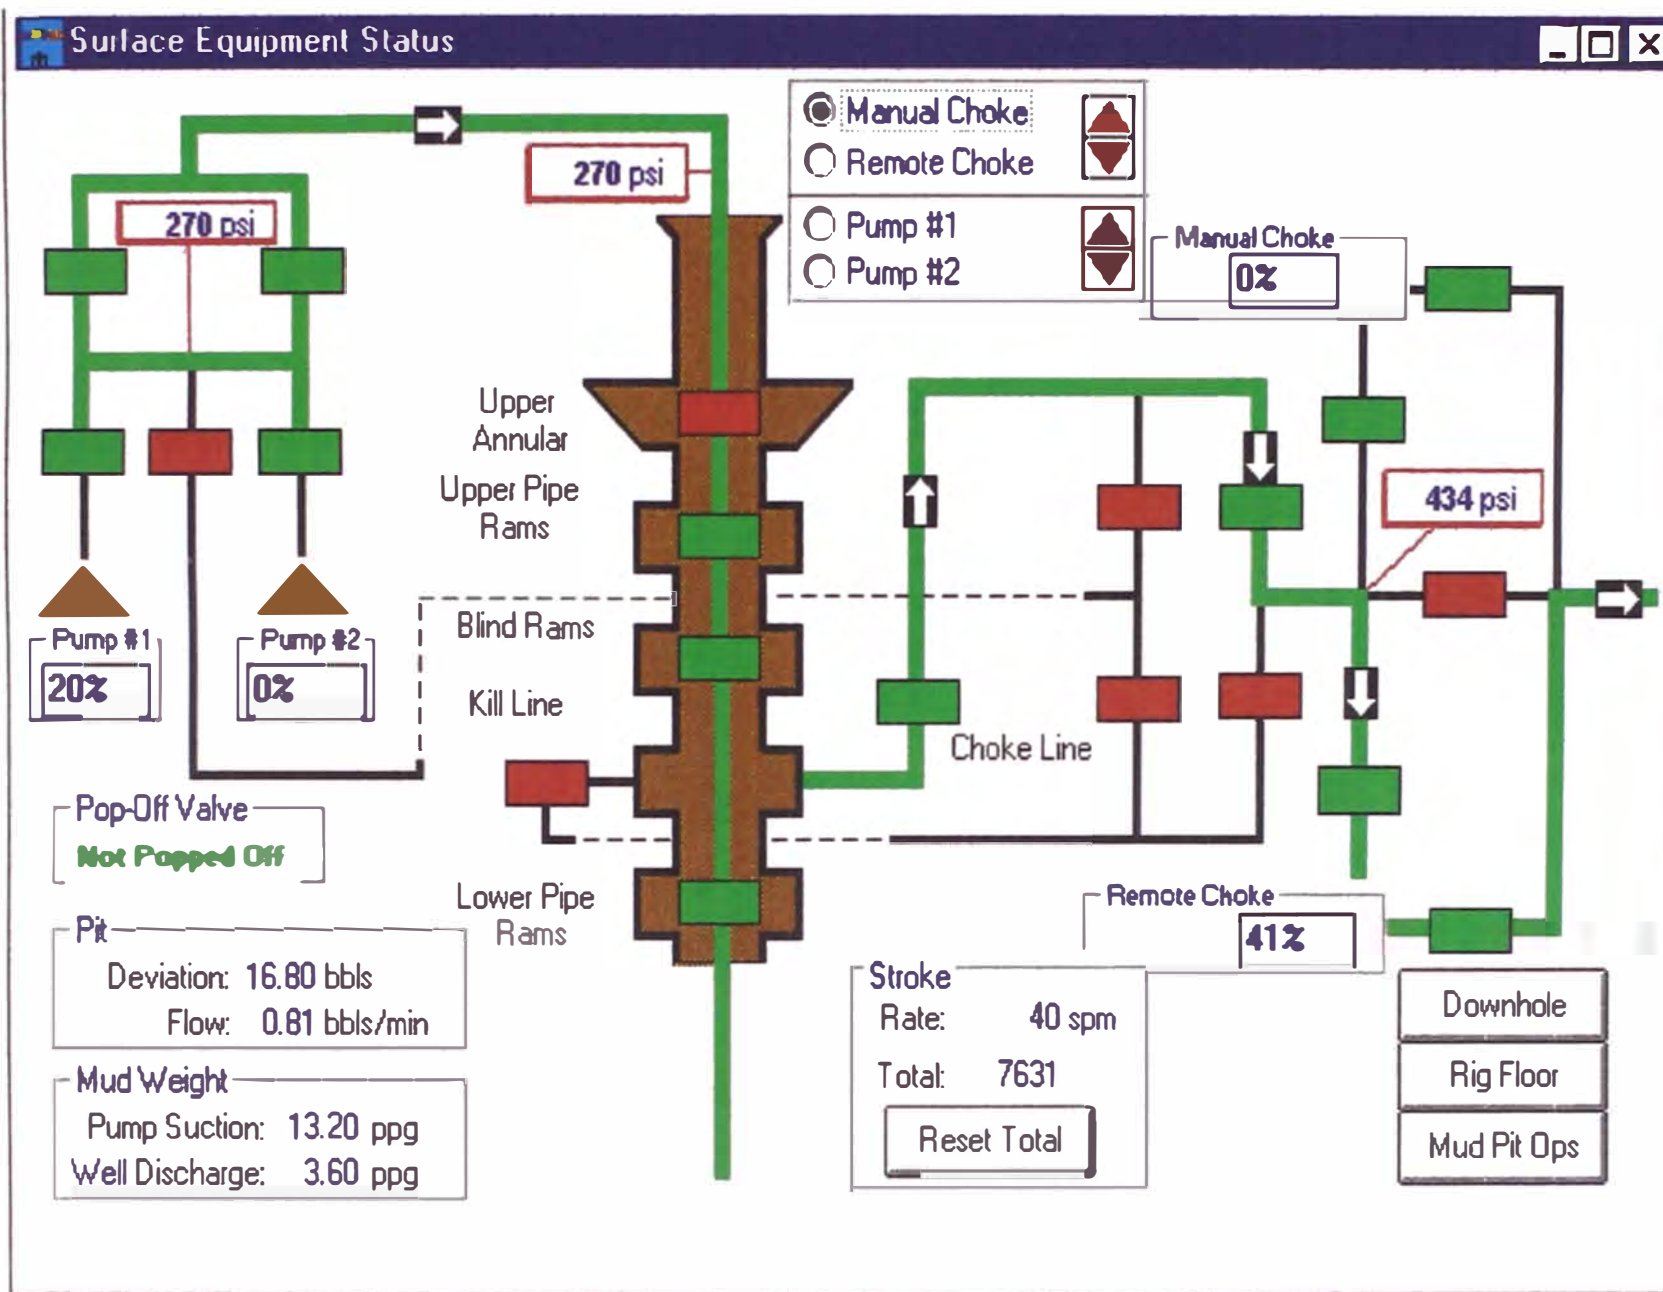 Surface Equipment Status
Manual Choke
Remote Choke
Pump #1
Pump #2
270 psi
270 psi
Manual Choke
0%
Upper
Annular
Upper Pipe
Rams
434 psi
Blind Rams
Pump #1
20%
Pump #2
0%
Kill Line
Choke Line
Pop-Off Valve
Not Popped Off
Lower Pipe
Rams
Remote Choke
41%
Pit
Deviation: 16.80 bbls
Flow: 0.81 bbls/min
Mud Weight
Pump Suction: 13.20 ppg
Well Discharge: 3.60 ppg
Stroke
Rate: 40 spm
Total: 7631
Reset Total
Downhole
Rig Floor
Mud Pit Ops